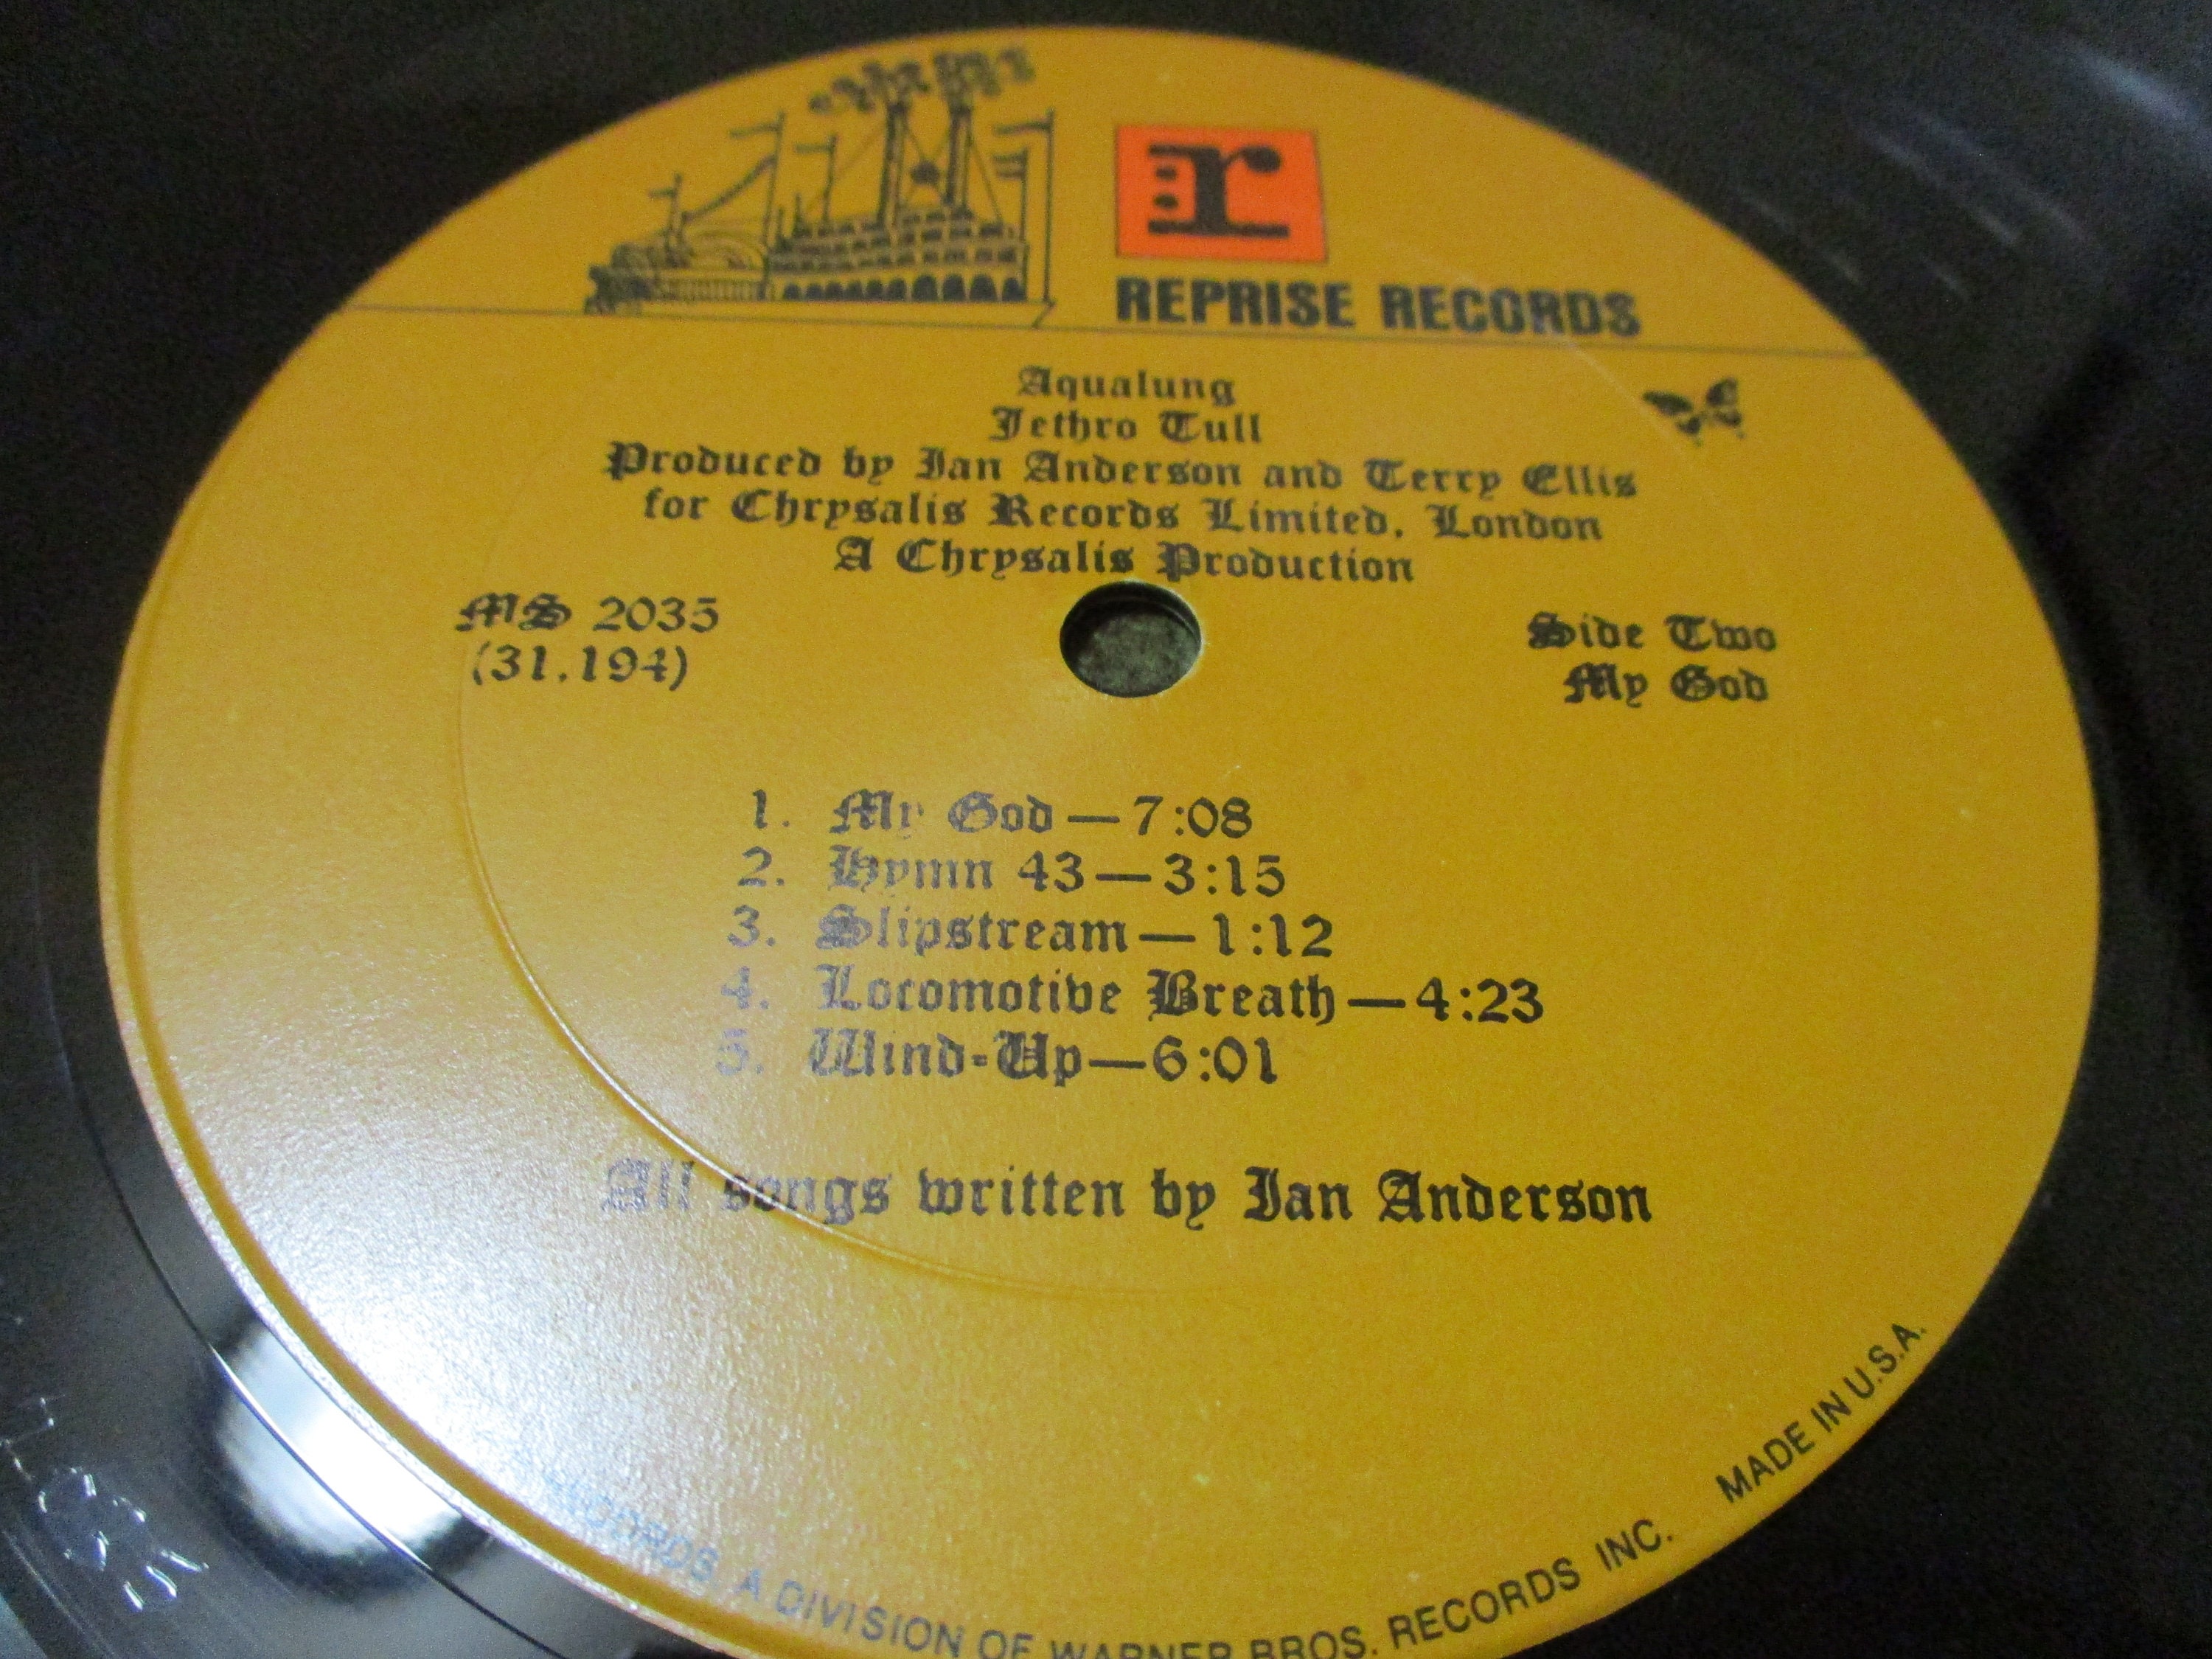 r
REPRISE RECORDS
Aqualung
Jethro Tull
Produced by Ian Anderson and Terry Ellis
for Chrysalis Records Limited, London
A Chrysalis Production
MS 2035
(31,194)
Side Two
My God
1. My God—7:08
2. Hymn 43—3:15
3. Slipstream—1:12
4. Locomotive Breath—4:23
5. Wind-Up—6:01
All songs written by Ian Anderson
RECORDS, A DIVISION OF WARNER BROS. RECORDS INC. MADE IN U.S.A.